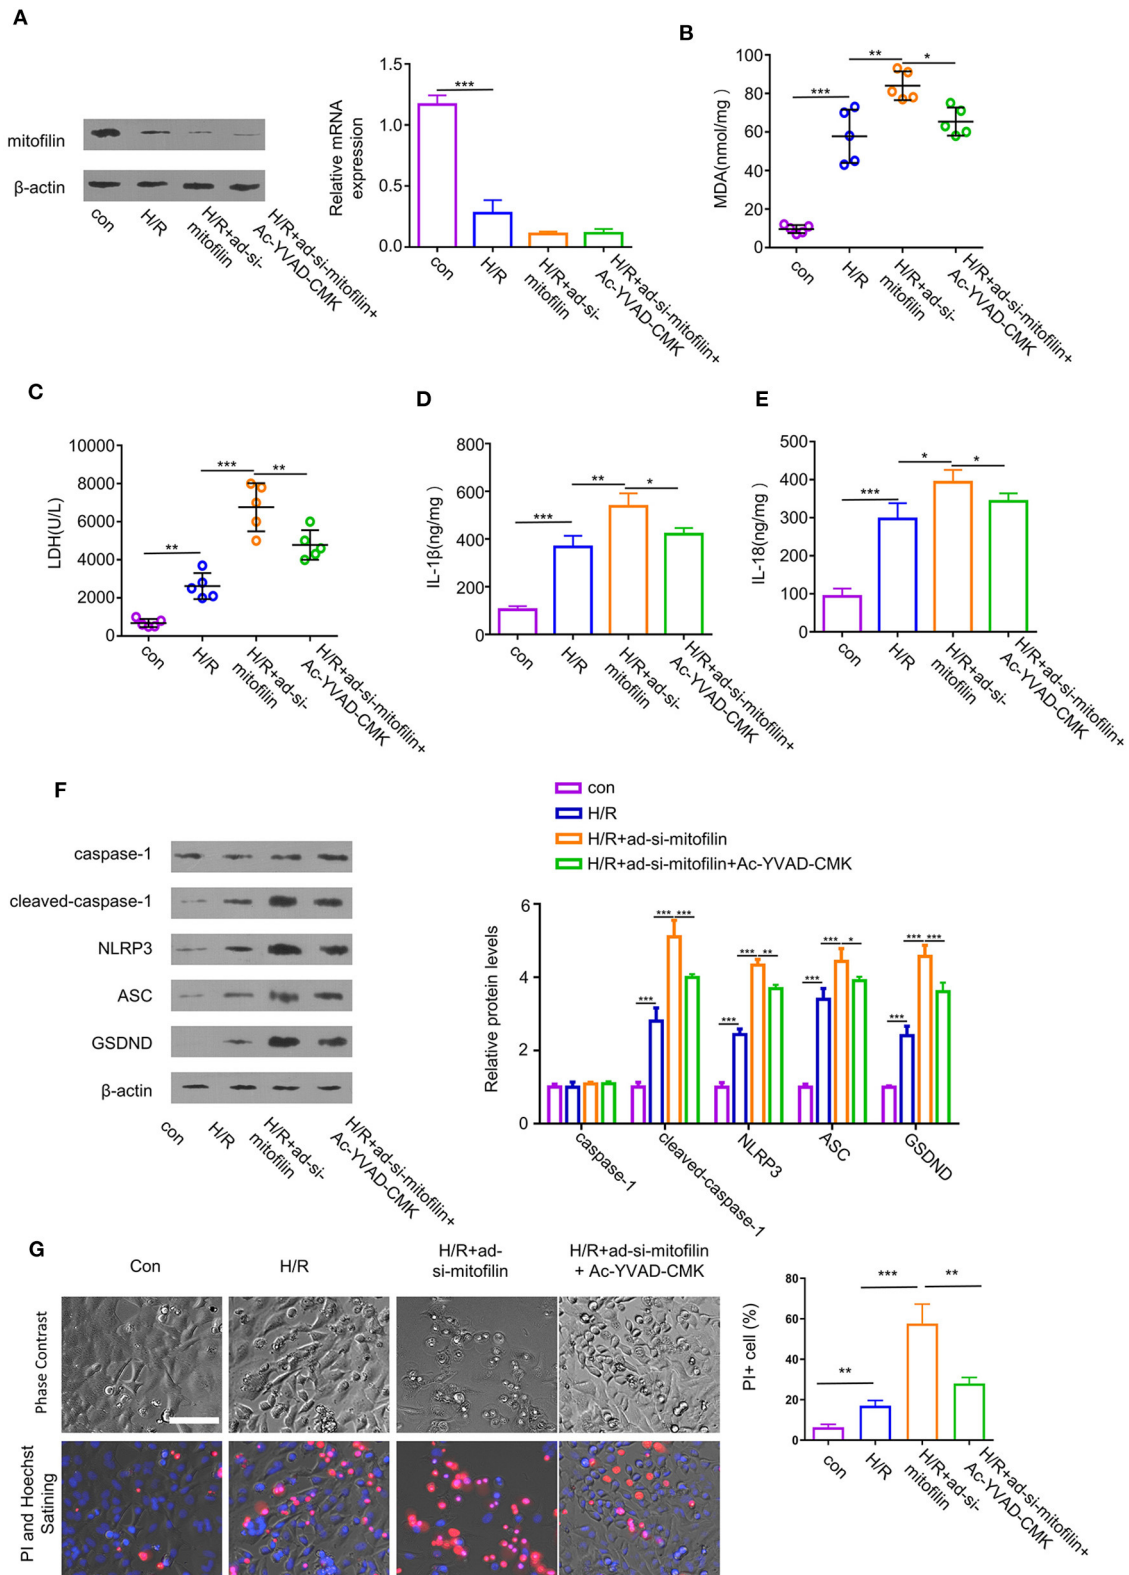 A
mitofilin
β-actin
con
H/R
H/R+ad-si-
mitofilin
H/R+ad-si-mitofilin+
Ac-YVAD-CMK
Relative mRNA
expression
1.5
1.0
0.5
0.0
***
con
H/R
H/R+ad-si-
mitofilin
H/R+ad-si-mitofilin+
Ac-YVAD-CMK
B
MDA(nmol/mg )
100
80
60
40
20
0
***
**
*
con
H/R
H/R+ad-si-
mitofilin
H/R+ad-si-mitofilin+
Ac-YVAD-CMK
C
LDH(U/L)
10000
8000
6000
4000
2000
0
**
***
**
con
H/R
H/R+ad-si-
mitofilin
H/R+ad-si-mitofilin+
Ac-YVAD-CMK
D
IL-1β(ng/mg )
800
600
400
200
0
***
**
*
con
H/R
H/R+ad-si-
mitofilin
H/R+ad-si-mitofilin+
Ac-YVAD-CMK
E
IL-18(ng/mg )
500
400
300
200
100
0
***
*
*
con
H/R
H/R+ad-si-
mitofilin
H/R+ad-si-mitofilin+
Ac-YVAD-CMK
F
caspase-1
cleaved-caspase-1
NLRP3
ASC
GSDND
β-actin
con
H/R
H/R+ad-si-
mitofilin
H/R+ad-si-mitofilin+
Ac-YVAD-CMK
con
H/R
H/R+ad-si-mitofilin
H/R+ad-si-mitofilin+Ac-YVAD-CMK
Relative protein levels
6
4
2
0
*** *** ***
*** *** **
*** *** *
*** *** ***
caspase-1
cleaved-caspase-1
NLRP3
ASC
GSDND
G
Con
H/R
H/R+ad-
si-mitofilin
H/R+ad-si-mitofilin
+ Ac-YVAD-CMK
Phase Contrast
PI and Hoechst
Satining
PI+ cell (%)
80
60
40
20
0
**
***
**
con
H/R
H/R+ad-si-
mitofilin
H/R+ad-si-mitofilin+
Ac-YVAD-CMK